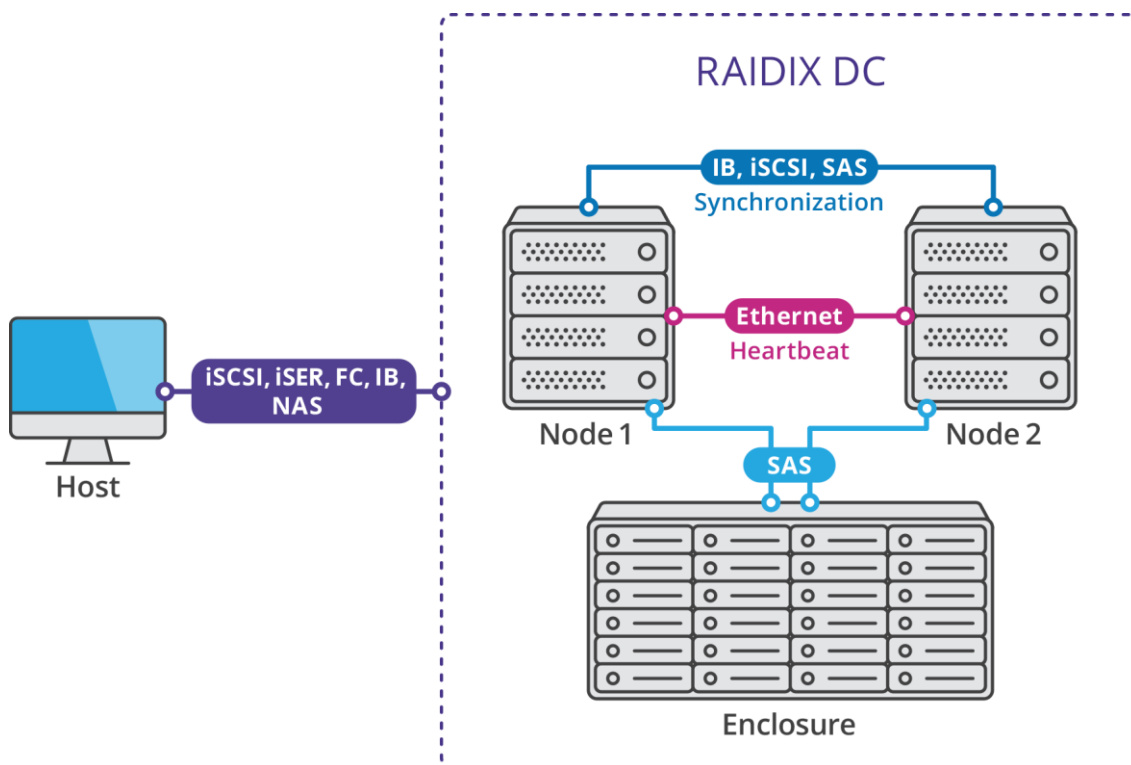 RAIDIX DC
IB, iSCSI, SAS
Synchronization
Ethernet
Heartbeat
iSCSI, iSER, FC, IB,
NAS
Host
Node 1
Node 2
SAS
Enclosure